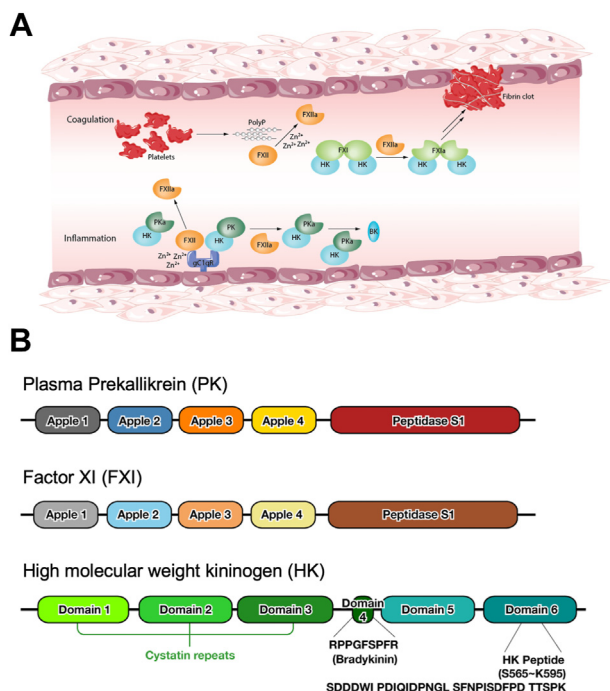 A
Coagulation
Platelets
PolyP
FXII
Zn²⁺
Zn²⁺Zn²⁺
FXIIa
FXI
HK
HK
FXIIa
FXIa
HK
HK
Fibrin clot
Inflammation
FXIIa
PKa
HK
FXII
PK
HK
Zn²⁺ Zn²⁺
Zn²⁺
gC1qR
FXIIa
PKa
HK
PKa
HK
BK
B
Plasma Prekallikrein (PK)
Apple 1 Apple 2 Apple 3 Apple 4 Peptidase S1
Factor XI (FXI)
Apple 1 Apple 2 Apple 3 Apple 4 Peptidase S1
High molecular weight kininogen (HK)
Domain 1 Domain 2 Domain 3 Domain 4 Domain 5 Domain 6
Cystatin repeats
RPPGFSPFR
(Bradykinin)
HK Peptide
(S565~K595)
SDDDWI PDIQIDPNGL SFNPISDFPD TTSPK